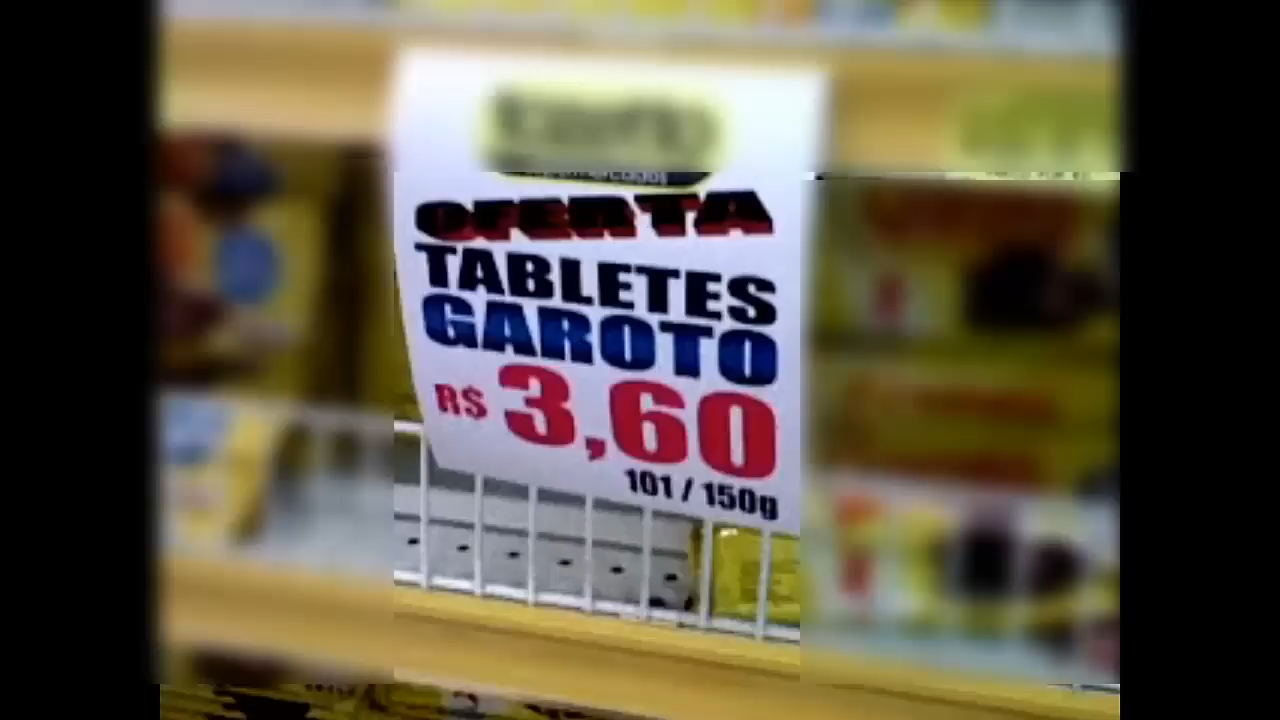 OFERTA
TABLETES
GAROTO
R$ 3,60
101 / 150g